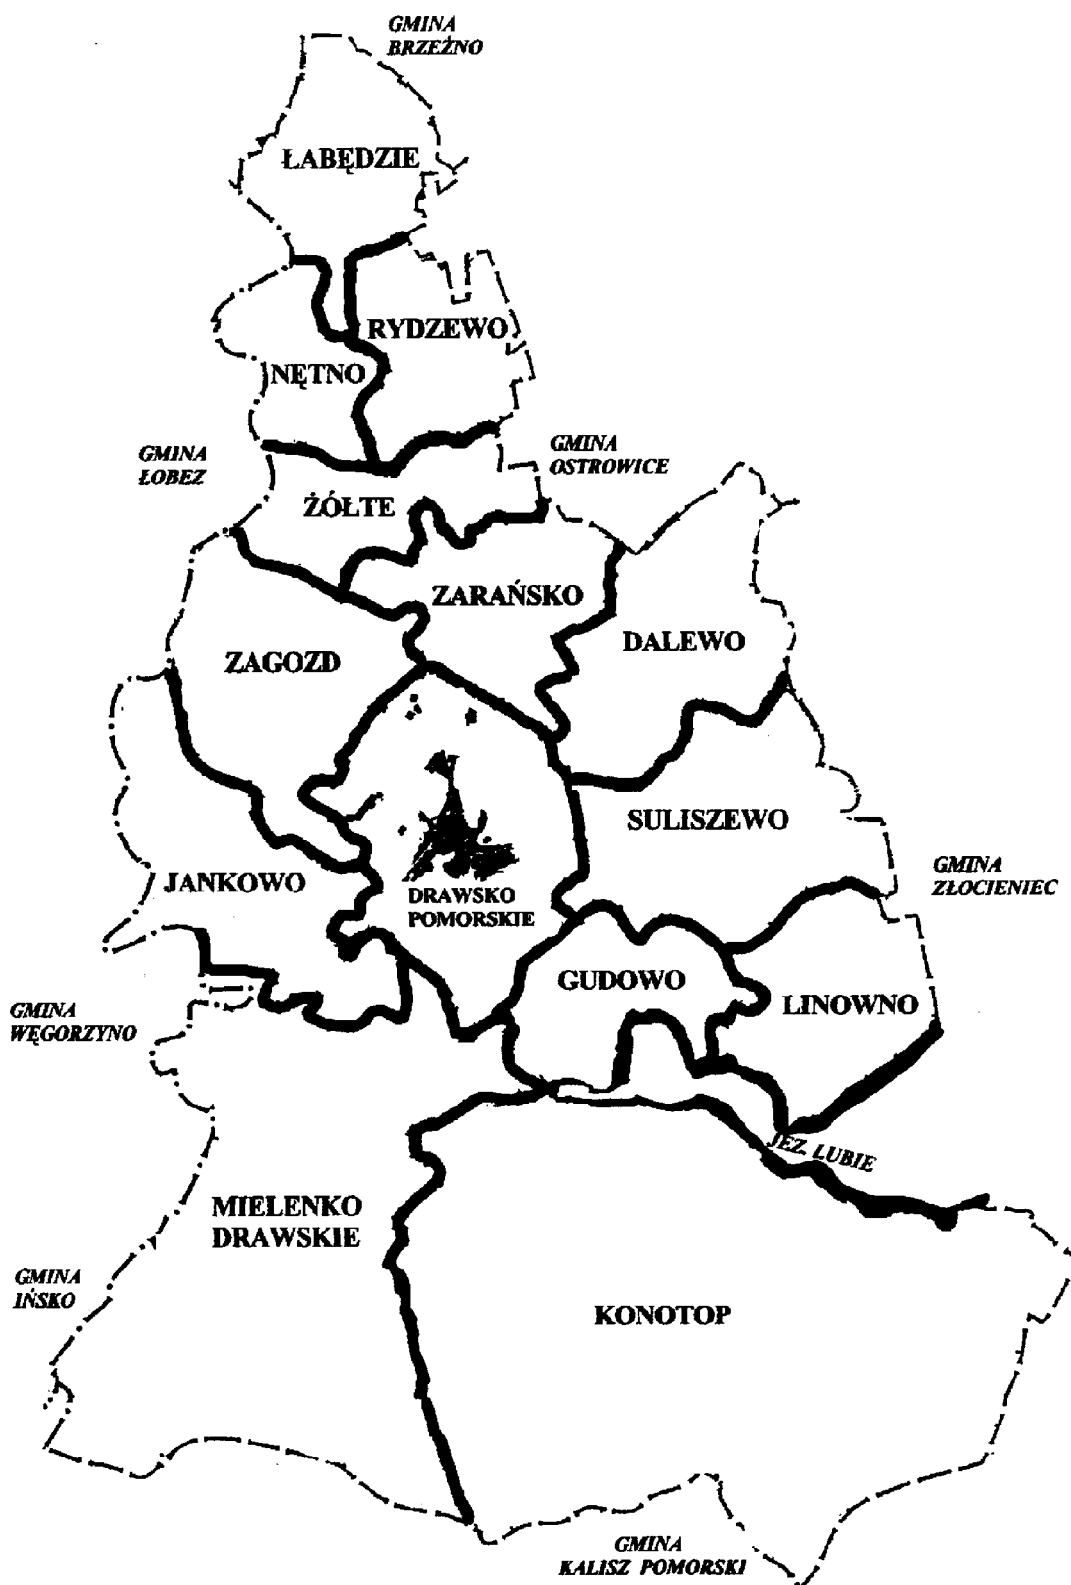 GMINA
BRZEŻNO
ŁABĘDZIE
RYDZEWO
NĘTNO
GMINA
ŁOBEZ
GMINA
OSTROWICE
ŻÓŁTE
ZARAŃSKO
DALEWO
ZAGOZD
SULISZEWO
JANKOWO
DRAWSKO
POMORSKIE
GMINA
ZŁOCIENIEC
GUDOWO
LINOWNO
GMINA
WĘGORZYNO
JEZ. LUBIE
MIELENKO
DRAWSKIE
GMINA
IŃSKO
KONOTOP
GMINA
KALISZ POMORSKI